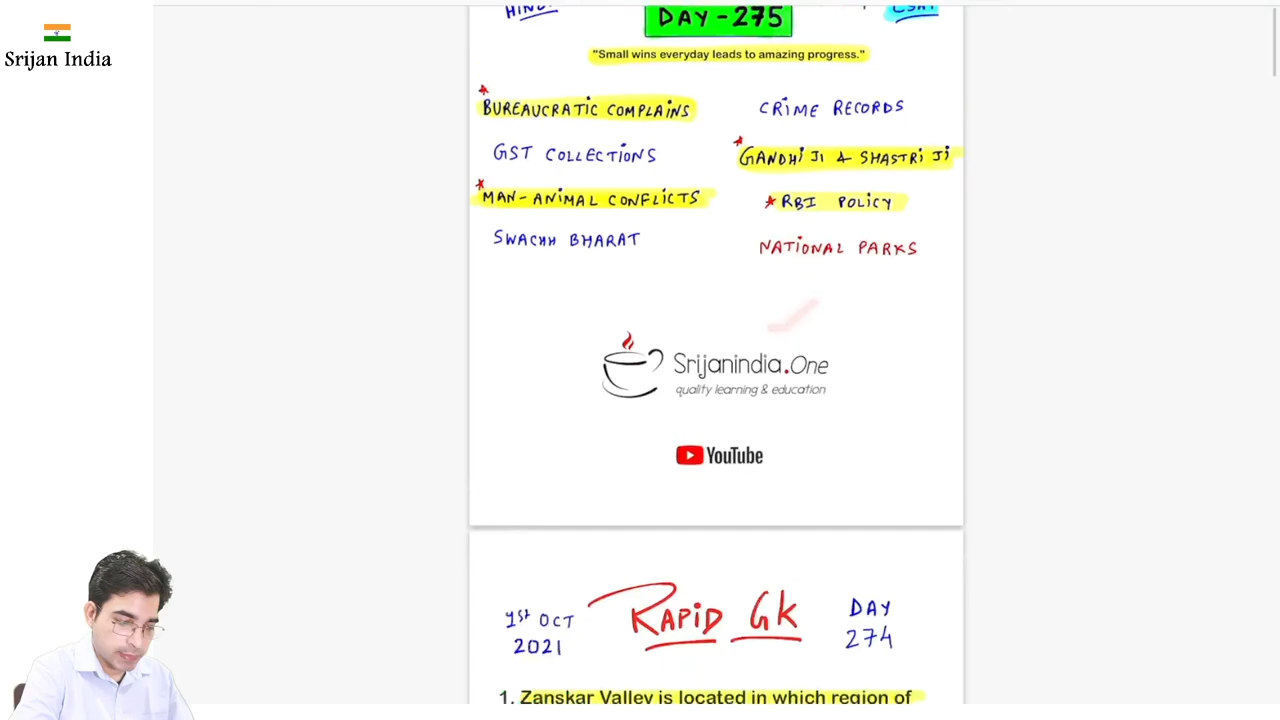 Srijan India
HINDU
DAY - 275
CSAT
"Small wins everyday leads to amazing progress."
BUREAUCRATIC COMPLAINS
CRIME RECORDS
GST COLLECTIONS
GANDHI JI & SHASTRI JI
MAN-ANIMAL CONFLICTS
RBI POLICY
SWACHH BHARAT
NATIONAL PARKS
Srijanindia.One
quality learning & education
YouTube
1st OCT
2021
RAPID GK
DAY
274
1. Zanskar Valley is located in which region of